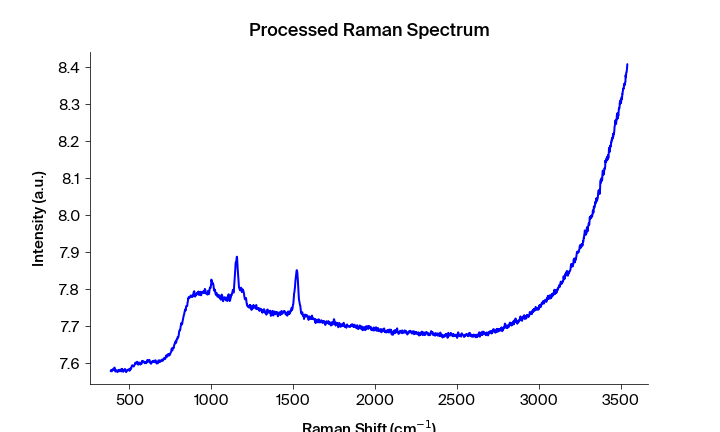 Processed Raman Spectrum
8.4
8.3
8.2
8.1
8.0
7.9
7.8
7.7
7.6
Intensity (a.u.)
500 1000 1500 2000 2500 3000 3500
Raman Shift (cm⁻¹)